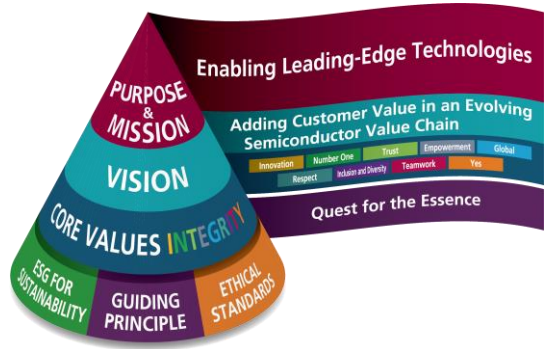 PURPOSE
&
MISSION
Enabling Leading-Edge Technologies
VISION
Adding Customer Value in an Evolving
Semiconductor Value Chain
CORE VALUES INTEGRITY
Innovation Number One Trust Empowerment Global
Respect Inclusion and Diversity Teamwork Yes
ESG FOR
SUSTAINABILITY
GUIDING
PRINCIPLE
ETHICAL
STANDARDS
Quest for the Essence